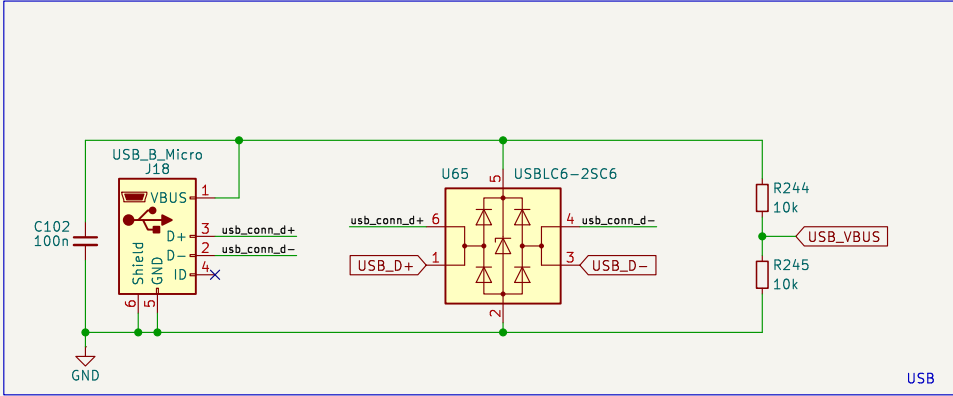 USB_B_Micro
J18
C102
100n
VBUS
1
D+
3
usb_conn_d+
D-
2
usb_conn_d-
ID
4
Shield
GND
6
5
GND
U65
USBLC6-2SC6
5
usb_conn_d+
6
4
usb_conn_d-
USB_D+
1
3
USB_D-
2
R244
10k
USB_VBUS
R245
10k
USB